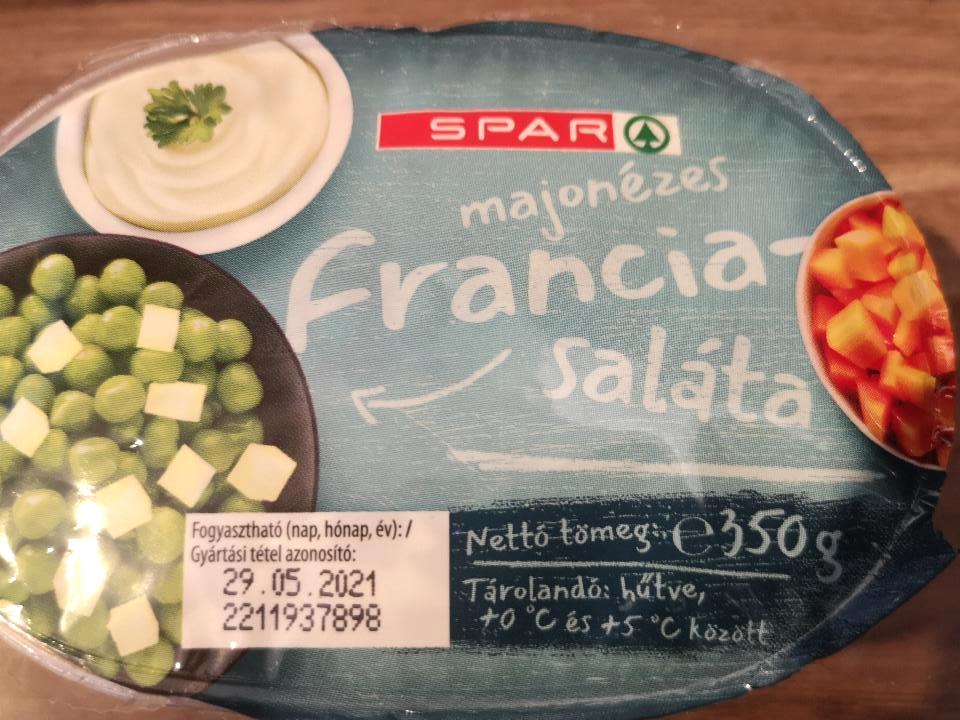 SPAR
majonézes
Francia-
saláta
Fogyasztható (nap, hónap, év): /
Gyártási tétel azonosító:
29.05.2021
2211937898
Nettó tömeg: ℮ 350 g
Tárolandó: hűtve,
+0 °C és +5 °C között